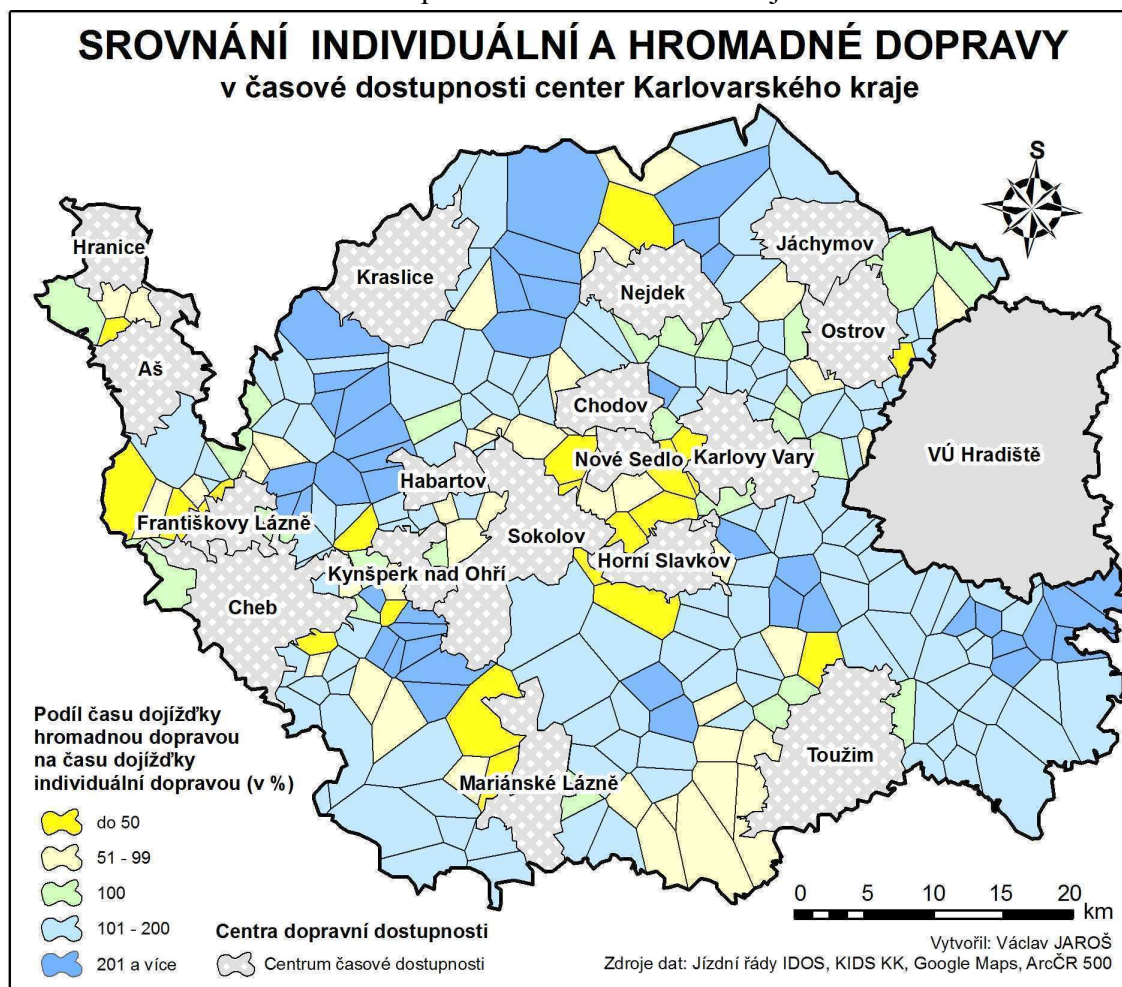 SROVNÁNÍ INDIVIDUÁLNÍ A HROMADNÉ DOPRAVY
v časové dostupnosti center Karlovarského kraje
S
Hranice
Jáchymov
Kraslice
Nejdek
Ostrov
Aš
Chodov
Nové Sedlo
Karlovy Vary
VÚ Hradiště
Habartov
Františkovy Lázně
Sokolov
Horní Slavkov
Kynšperk nad Ohří
Cheb
Toužim
Mariánské Lázně
Podíl času dojížďky
hromadnou dopravou
na času dojížďky
individuální dopravou (v %)
do 50
51 - 99
100
101 - 200
201 a více
Centra dopravní dostupnosti
Centrum časové dostupnosti
0 5 10 15 20
km
Vytvořil: Václav JAROŠ
Zdroje dat: Jízdní řády IDOS, KIDS KK, Google Maps, ArcČR 500